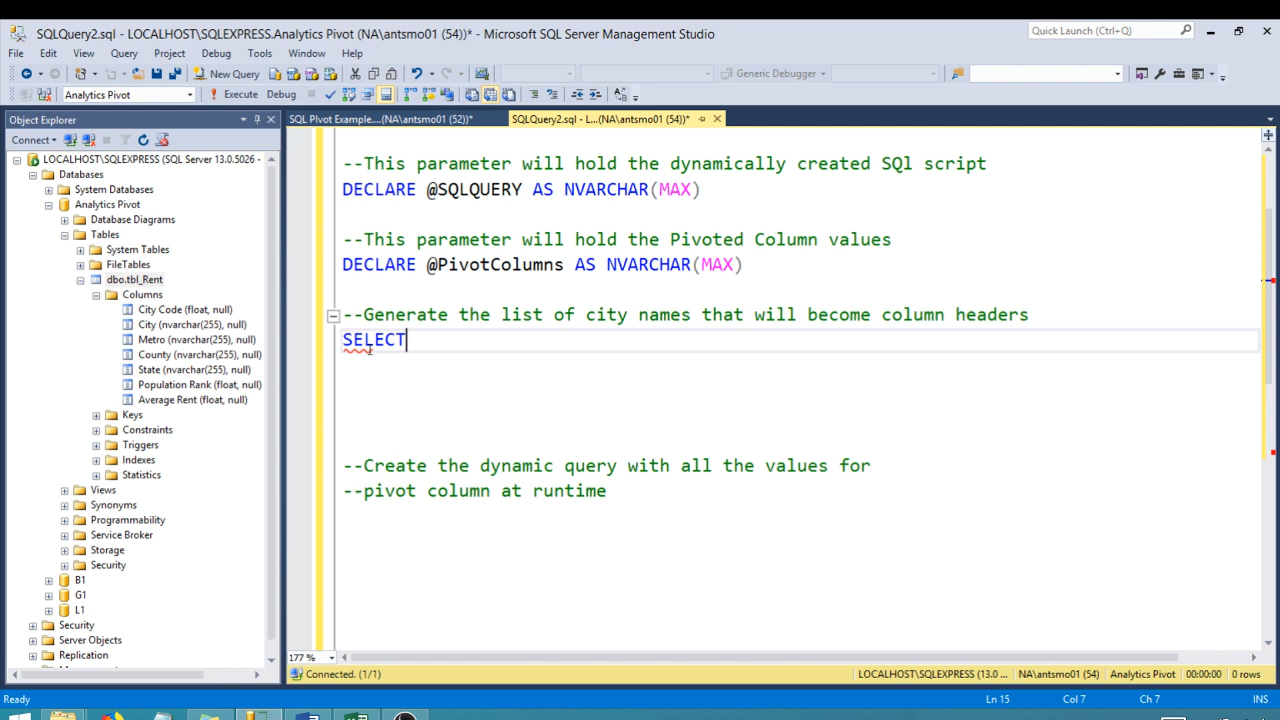 SQLQuery2.sql - LOCALHOST\SQLEXPRESS.Analytics Pivot (NA\antsmo01 (54))* - Microsoft SQL Server Management Studio
Quick Launch (Ctrl+Q)
File Edit View Query Project Debug Tools Window Help
New Query
Generic Debugger
Analytics Pivot
Execute Debug
Object Explorer
SQL Pivot Example....(NA\antsmo01 (52))*
SQLQuery2.sql - L...(NA\antsmo01 (54))*
Connect
LOCALHOST\SQLEXPRESS (SQL Server 13.0.5026 -
Databases
System Databases
Analytics Pivot
Database Diagrams
Tables
System Tables
FileTables
dbo.tbl_Rent
Columns
City Code (float, null)
City (nvarchar(255), null)
Metro (nvarchar(255), null)
County (nvarchar(255), null)
State (nvarchar(255), null)
Population Rank (float, null)
Average Rent (float, null)
Keys
Constraints
Triggers
Indexes
Statistics
Views
Synonyms
Programmability
Service Broker
Storage
Security
B1
G1
L1
Security
Server Objects
Replication
--This parameter will hold the dynamically created SQl script
DECLARE @SQLQUERY AS NVARCHAR(MAX)
--This parameter will hold the Pivoted Column values
DECLARE @PivotColumns AS NVARCHAR(MAX)
--Generate the list of city names that will become column headers
SELECT
--Create the dynamic query with all the values for
--pivot column at runtime
177 %
Connected. (1/1)
LOCALHOST\SQLEXPRESS (13.0 ... NA\antsmo01 (54) Analytics Pivot 00:00:00 0 rows
Ready
Ln 15 Col 7 Ch 7 INS